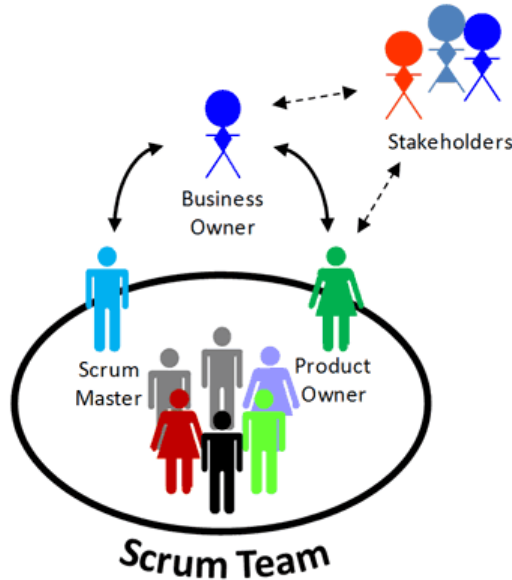 Stakeholders
Business
Owner
Scrum
Master
Product
Owner
Scrum Team